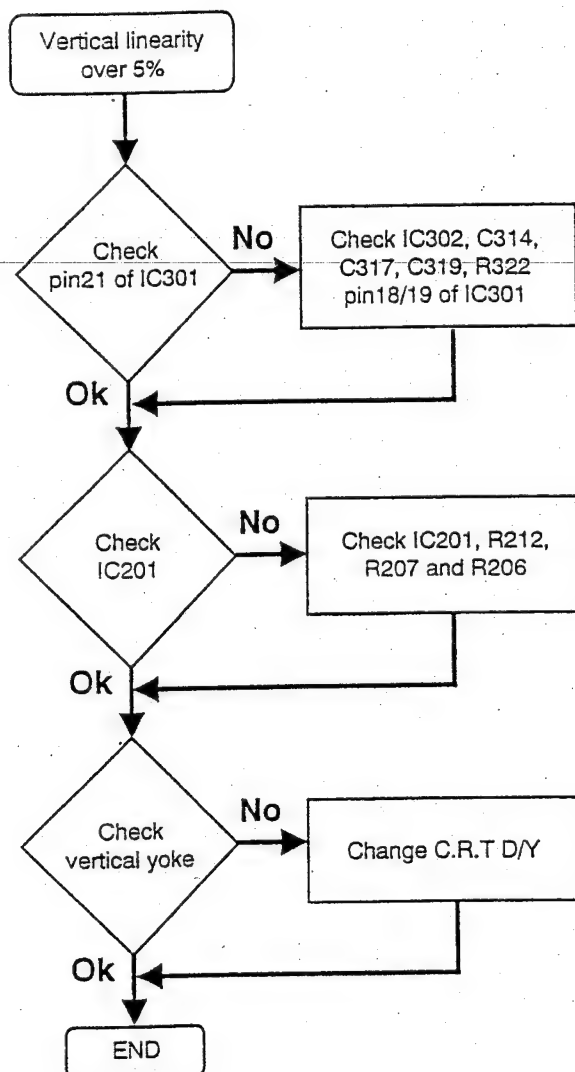 Vertical linearity
over 5%
Check
pin21 of IC301
No
Check IC302, C314,
C317, C319, R322
pin18/19 of IC301
Ok
Check
IC201
No
Check IC201, R212,
R207 and R206
Ok
Check
vertical yoke
No
Change C.R.T D/Y
Ok
END